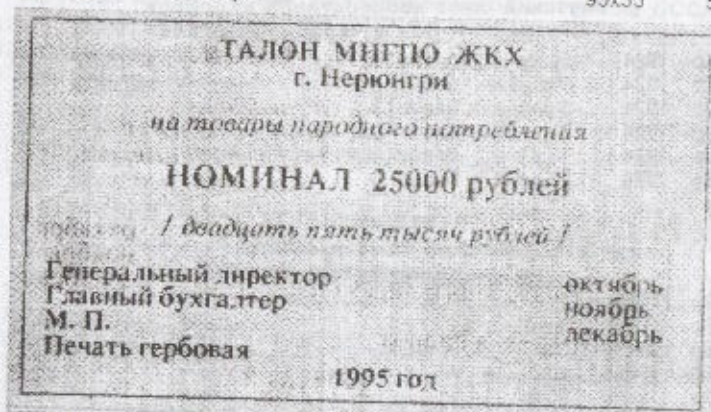 95x55
ТАЛОН МНГПО ЖКХ
г. Нерюнгри
на товары народного потребления
НОМИНАЛ 25000 рублей
/ двадцать пять тысяч рублей /
Генеральный директор октябрь
Главный бухгалтер ноябрь
М. П. декабрь
Печать гербовая
1995 год